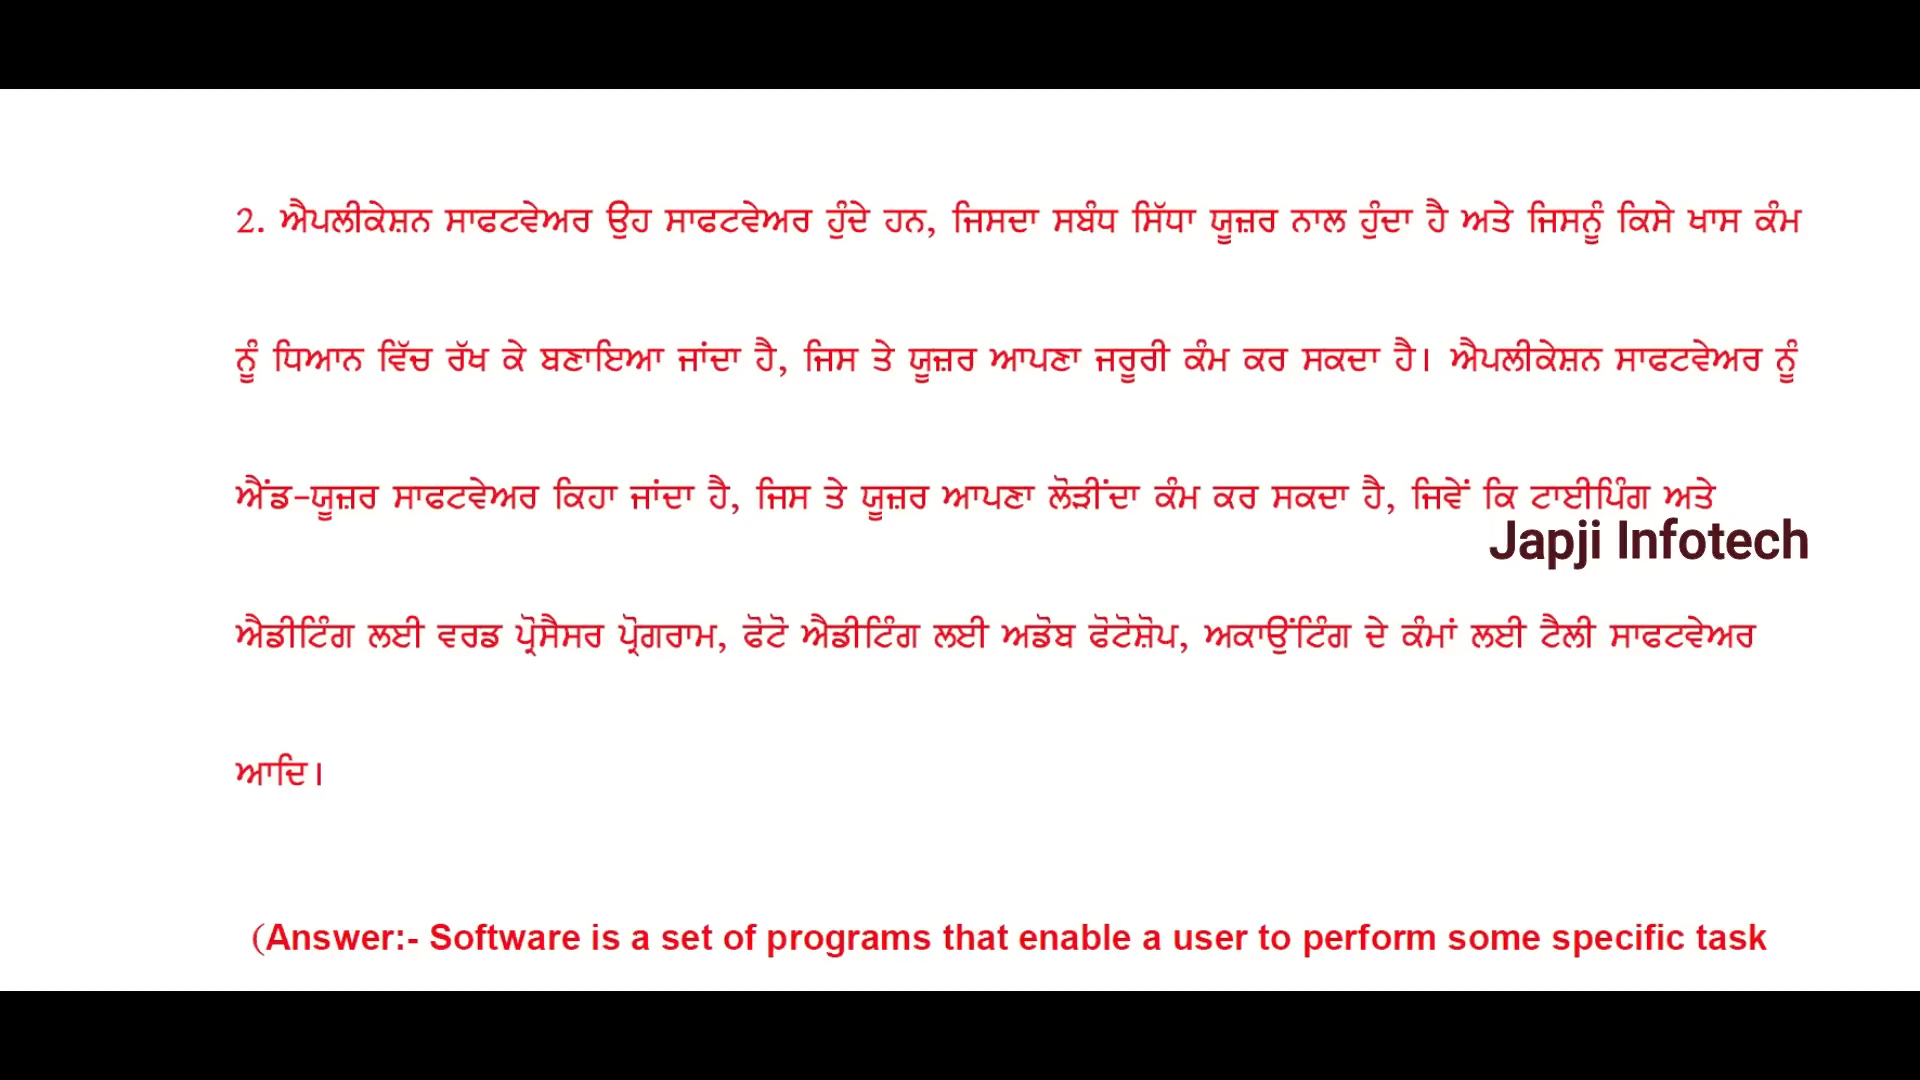 2. ਐਪਲੀਕੇਸ਼ਨ ਸਾਫਟਵੇਅਰ ਉਹ ਸਾਫਟਵੇਅਰ ਹੁੰਦੇ ਹਨ, ਜਿਸਦਾ ਸਬੰਧ ਸਿੱਧਾ ਯੂਜ਼ਰ ਨਾਲ ਹੁੰਦਾ ਹੈ ਅਤੇ ਜਿਸਨੂੰ ਕਿਸੇ ਖਾਸ ਕੰਮ
ਨੂੰ ਧਿਆਨ ਵਿੱਚ ਰੱਖ ਕੇ ਬਣਾਇਆ ਜਾਂਦਾ ਹੈ, ਜਿਸ ਤੇ ਯੂਜ਼ਰ ਆਪਣਾ ਜਰੂਰੀ ਕੰਮ ਕਰ ਸਕਦਾ ਹੈ। ਐਪਲੀਕੇਸ਼ਨ ਸਾਫਟਵੇਅਰ ਨੂੰ
ਐਂਡ-ਯੂਜ਼ਰ ਸਾਫਟਵੇਅਰ ਕਿਹਾ ਜਾਂਦਾ ਹੈ, ਜਿਸ ਤੇ ਯੂਜ਼ਰ ਆਪਣਾ ਲੋੜੀਂਦਾ ਕੰਮ ਕਰ ਸਕਦਾ ਹੈ, ਜਿਵੇਂ ਕਿ ਟਾਈਪਿੰਗ ਅਤੇ
Japji Infotech
ਐਡੀਟਿੰਗ ਲਈ ਵਰਡ ਪ੍ਰੋਸੈਸਰ ਪ੍ਰੋਗਰਾਮ, ਫੋਟੋ ਐਡੀਟਿੰਗ ਲਈ ਅਡੋਬ ਫੋਟੋਸ਼ੋਪ, ਅਕਾਉਂਟਿੰਗ ਦੇ ਕੰਮਾਂ ਲਈ ਟੈਲੀ ਸਾਫਟਵੇਅਰ
ਆਦਿ।
(Answer:- Software is a set of programs that enable a user to perform some specific task